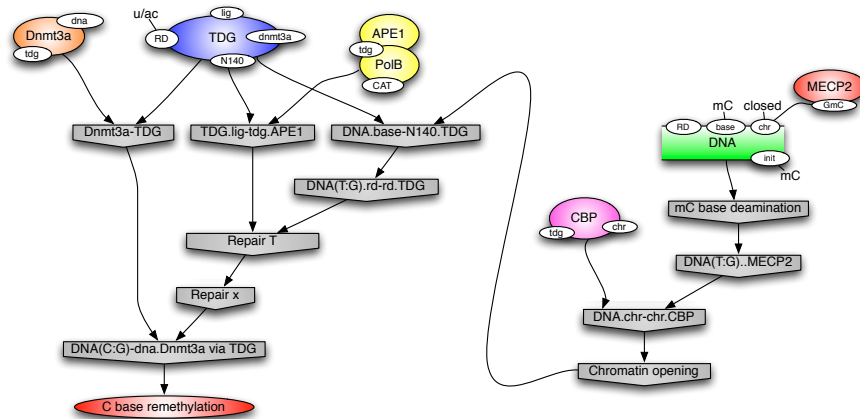 dna
Dnmt3a
tdg
u/ac
lig
RD
TDG
dnmt3a
N140
APE1
tdg
PolB
CAT
MECP2
GmC
mC
closed
RD
base
chr
DNA
init
mC
Dnmt3a-TDG
TDG.lig-tdg.APE1
DNA.base-N140.TDG
DNA(T:G).rd-rd.TDG
mC base deamination
CBP
tdg
chr
Repair T
DNA(T:G)..MECP2
Repair x
DNA.chr-chr.CBP
DNA(C:G)-dna.Dnmt3a via TDG
Chromatin opening
C base remethylation